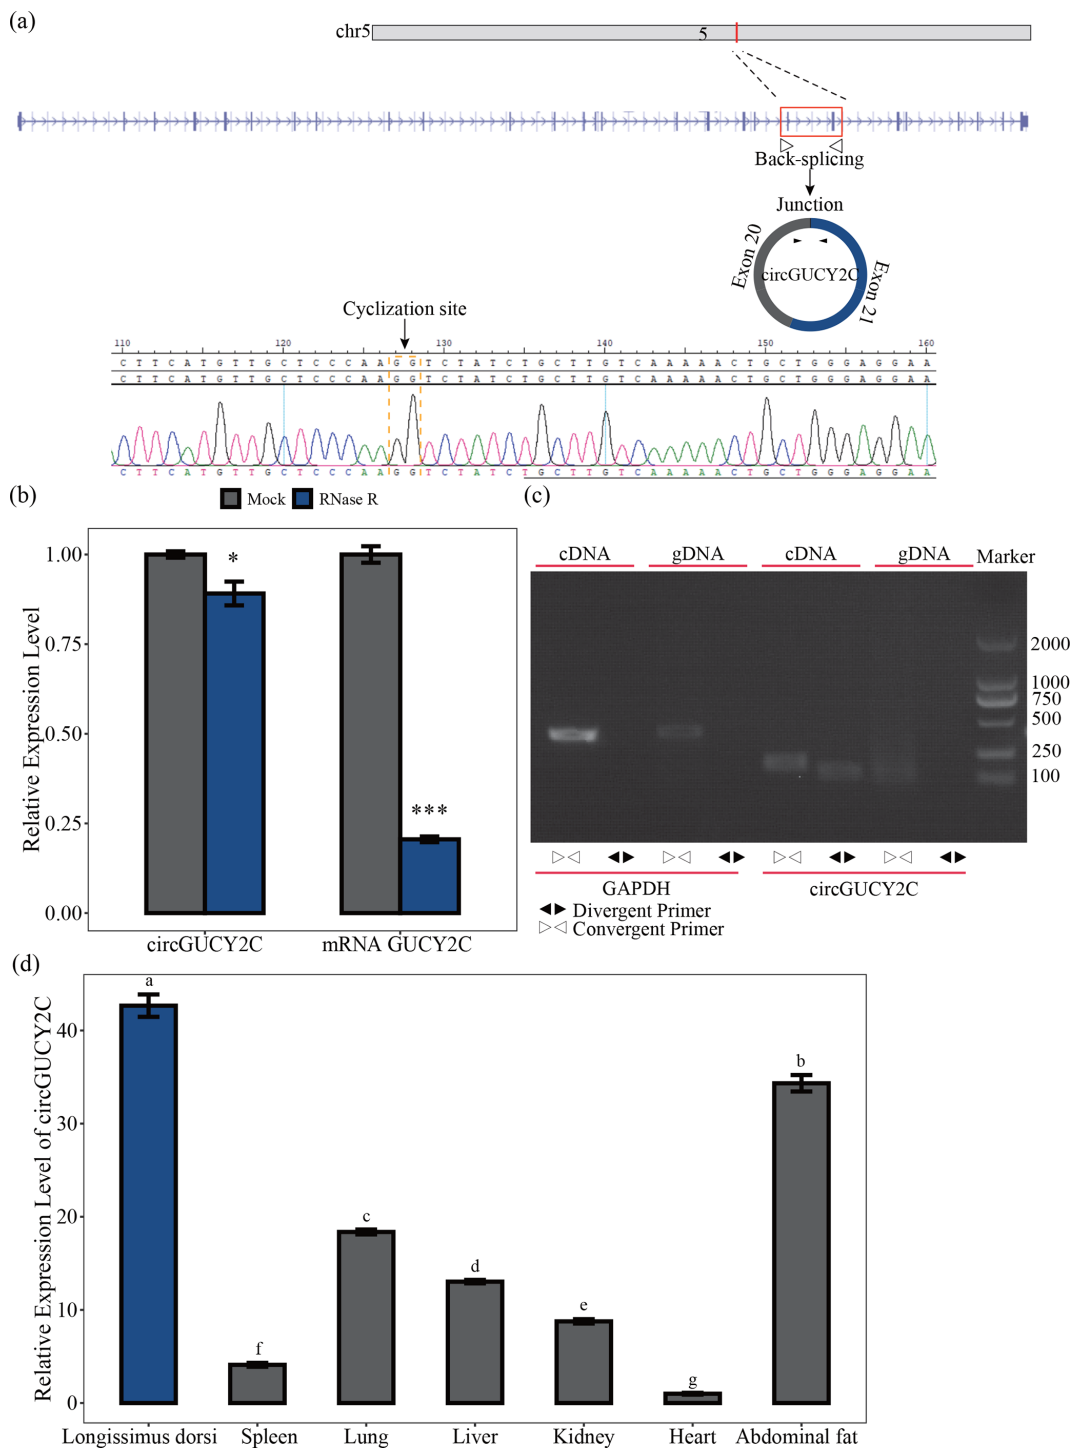 (a)
chr5
5
Back-splicing
Junction
Exon 20
circGUCY2C
Exon 21
Cyclization site
110 120 130 140 150 160
C T T C A T G T T G C T C C C A A G G T C T A T C T G C T T G T C A A A A A C T G C T G G G A G G A A
C T T C A T G T T G C T C C C A A G G T C T A T C T G C T T G T C A A A A A C T G C T G G G A G G A A
C T T C A T G T T G C T C C C A A G G T C T A T C T G C T T G T C A A A A A C T G C T G G G A G G A A
(b)
Mock RNase R
Relative Expression Level
1.00
0.75
0.50
0.25
0.00
*
***
circGUCY2C mRNA GUCY2C
(c)
cDNA gDNA cDNA gDNA Marker
2000
1000
750
500
250
100
GAPDH circGUCY2C
Divergent Primer
Convergent Primer
(d)
Relative Expression Level of circGUCY2C
40
30
20
10
0
a f c d e g b
Longissimus dorsi Spleen Lung Liver Kidney Heart Abdominal fat